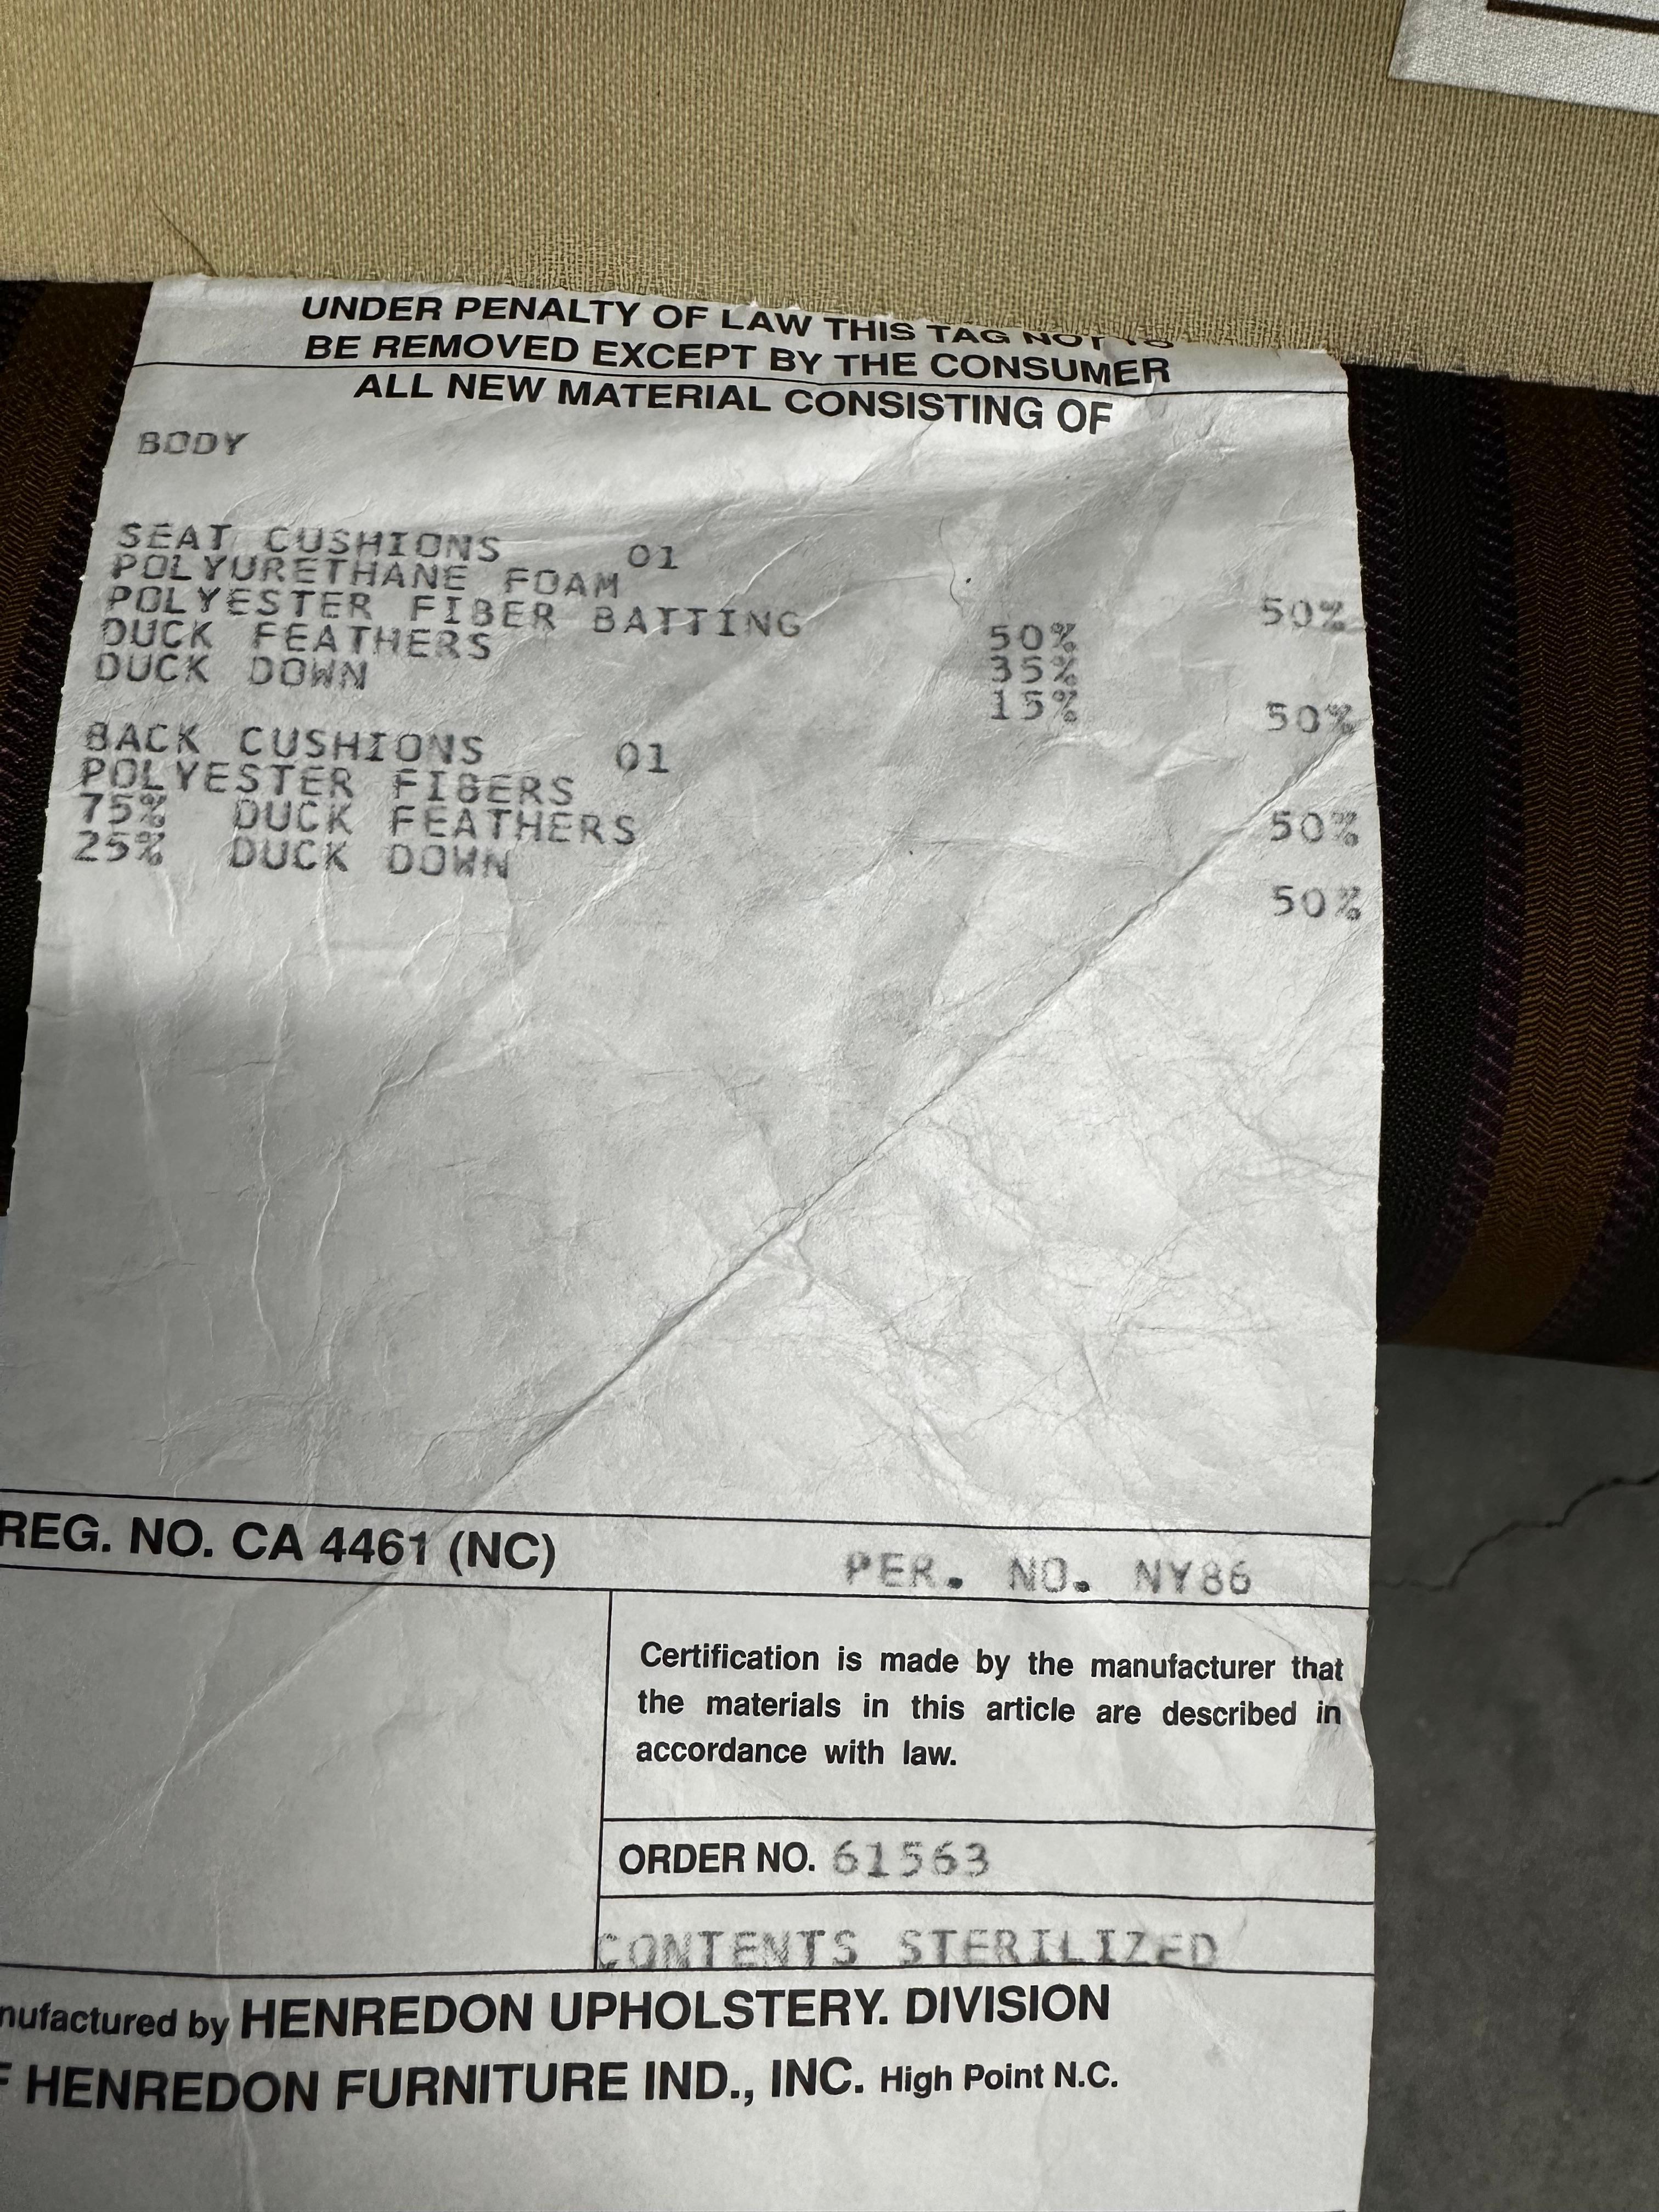 UNDER PENALTY OF LAW THIS TAG NOT TO
BE REMOVED EXCEPT BY THE CONSUMER
ALL NEW MATERIAL CONSISTING OF
BODY
SEAT CUSHIONS 01
POLYURETHANE FOAM 50%
POLYESTER FIBER BATTING 50%
DUCK FEATHERS 35%
DUCK DOWN 15%
50%
BACK CUSHIONS 01
POLYESTER FIBERS 50%
75% DUCK FEATHERS
25% DUCK DOWN
50%
REG. NO. CA 4461 (NC) PER. NO. NY86
Certification is made by the manufacturer that
the materials in this article are described in
accordance with law.
ORDER NO. 61563
CONTENTS STERILIZED
nufactured by HENREDON UPHOLSTERY. DIVISION
F HENREDON FURNITURE IND., INC. High Point N.C.